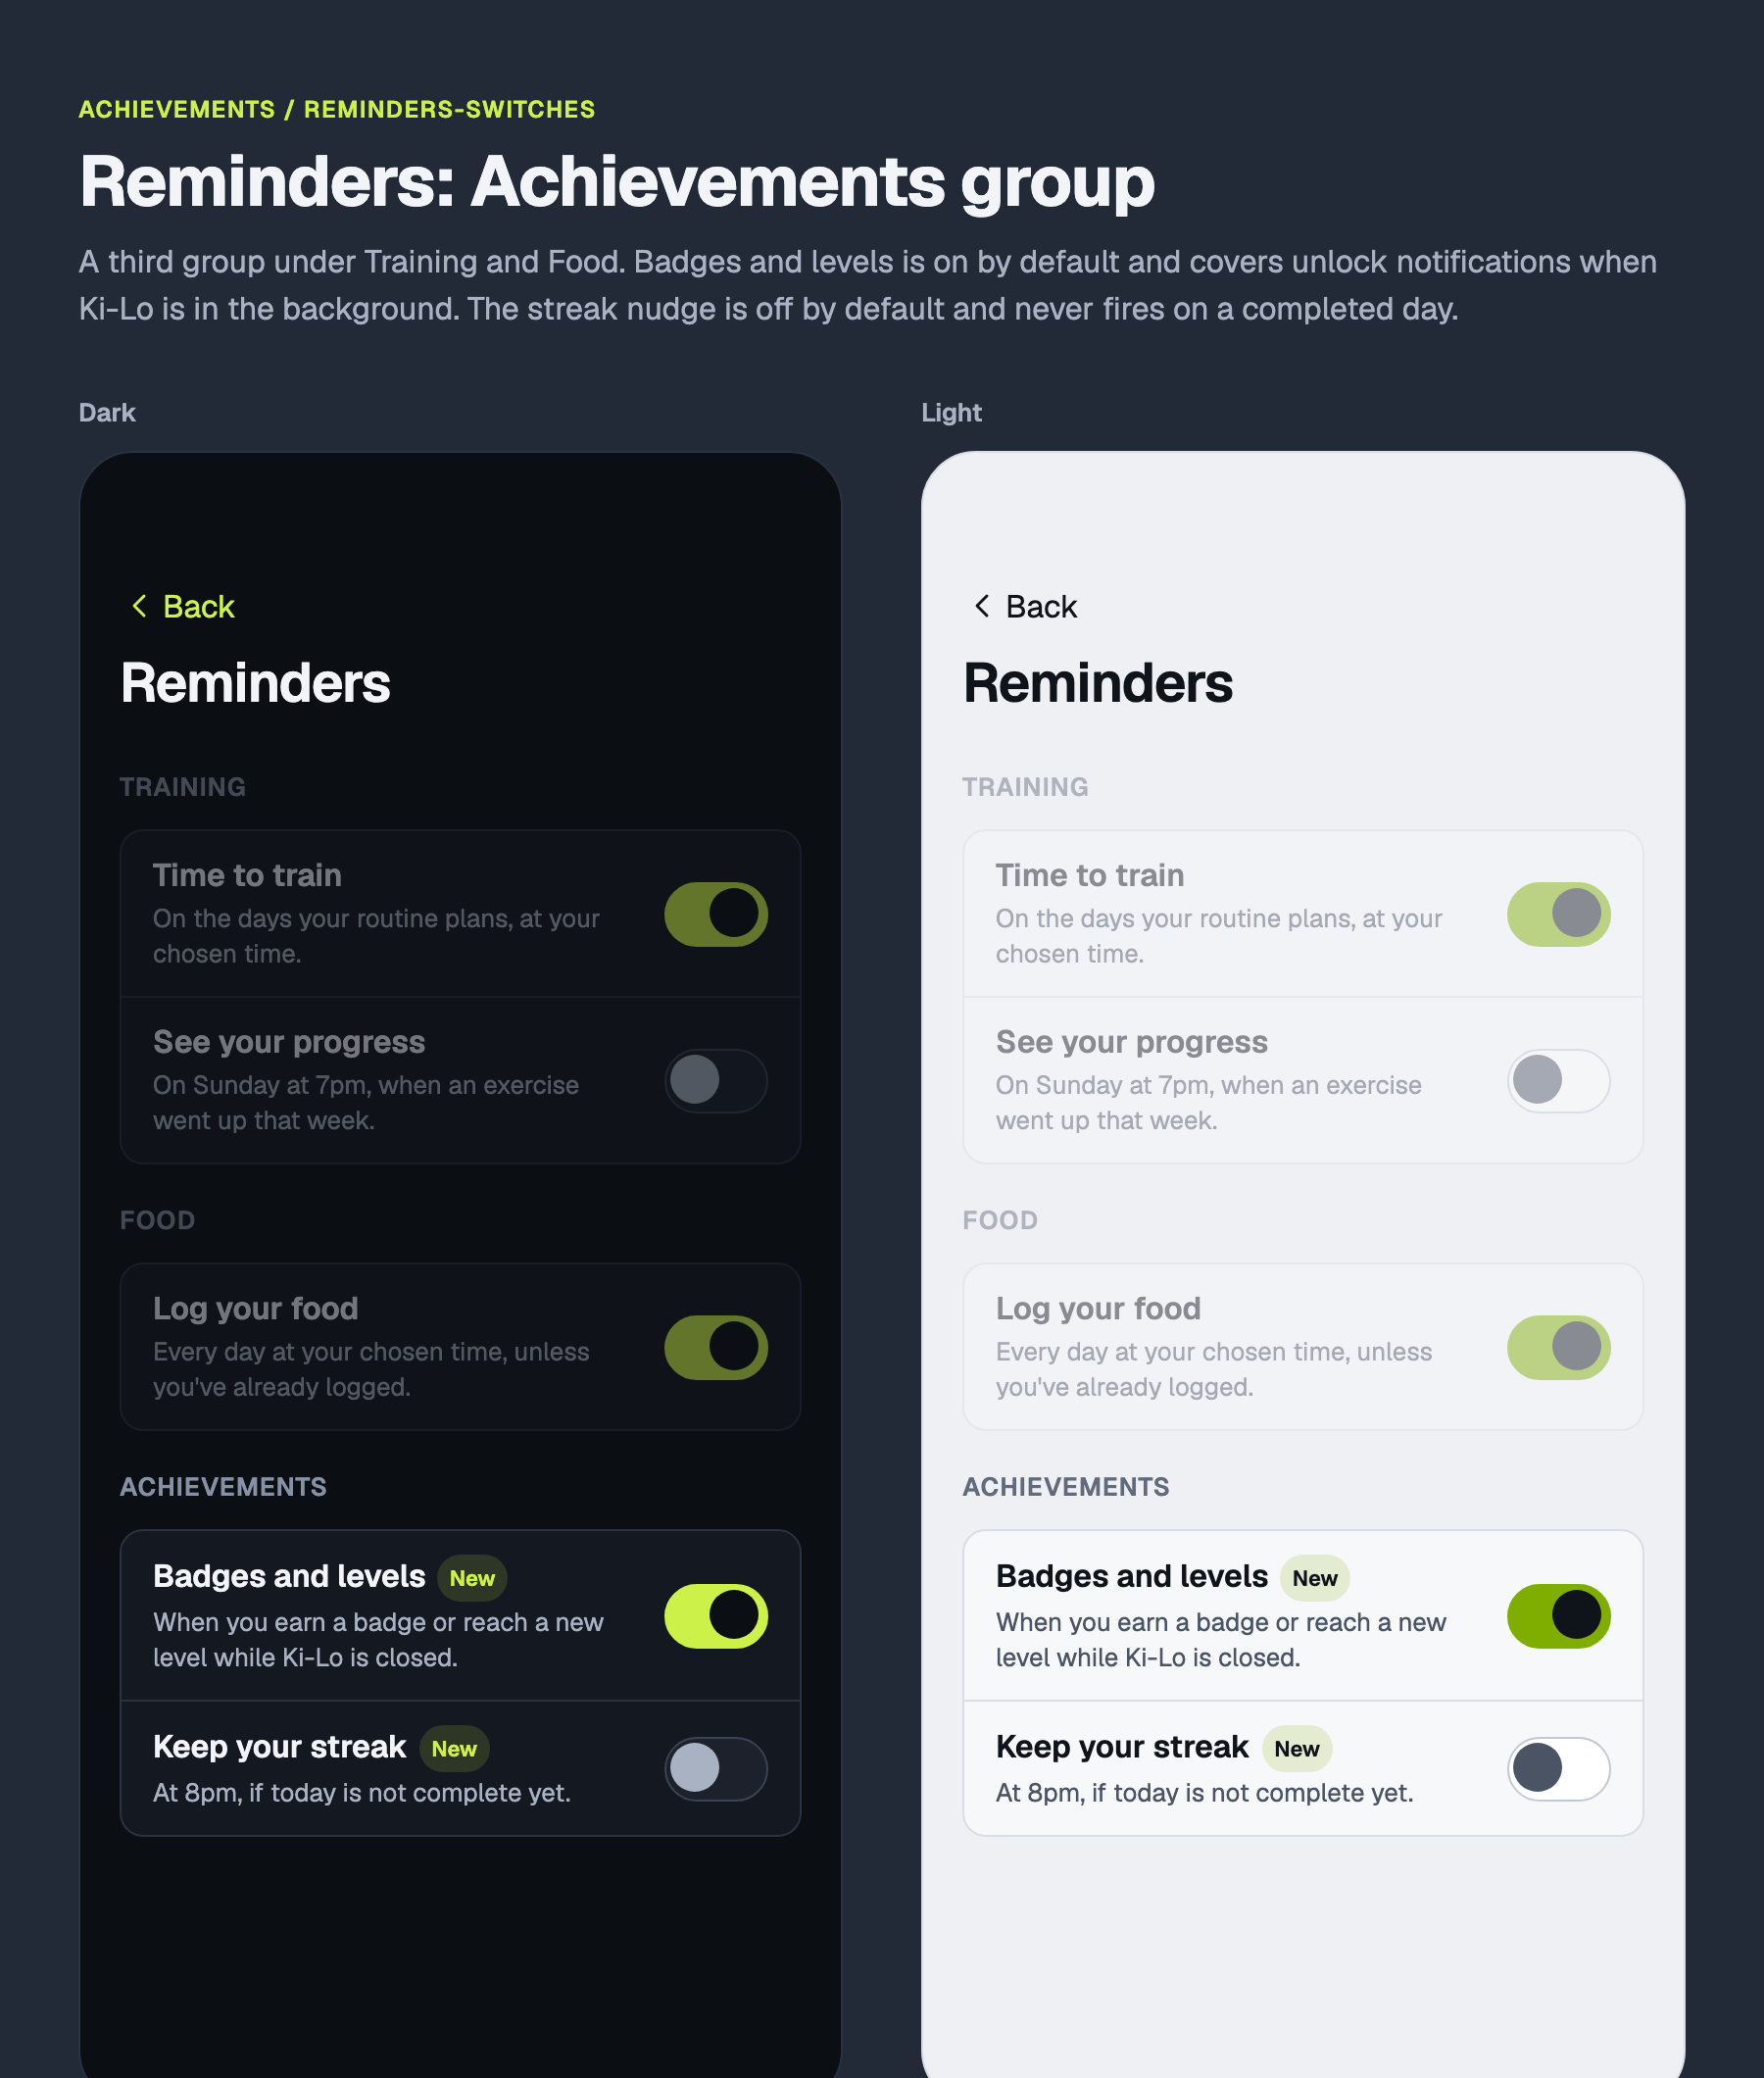 ACHIEVEMENTS / REMINDERS-SWITCHES
Reminders: Achievements group
A third group under Training and Food. Badges and levels is on by default and covers unlock notifications when
Ki-Lo is in the background. The streak nudge is off by default and never fires on a completed day.
Dark
Back
Reminders
TRAINING
Time to train
On the days your routine plans, at your
chosen time.
See your progress
On Sunday at 7pm, when an exercise
went up that week.
FOOD
Log your food
Every day at your chosen time, unless
you've already logged.
ACHIEVEMENTS
Badges and levels New
When you earn a badge or reach a new
level while Ki-Lo is closed.
Keep your streak New
At 8pm, if today is not complete yet.
Light
Back
Reminders
TRAINING
Time to train
On the days your routine plans, at your
chosen time.
See your progress
On Sunday at 7pm, when an exercise
went up that week.
FOOD
Log your food
Every day at your chosen time, unless
you've already logged.
ACHIEVEMENTS
Badges and levels New
When you earn a badge or reach a new
level while Ki-Lo is closed.
Keep your streak New
At 8pm, if today is not complete yet.